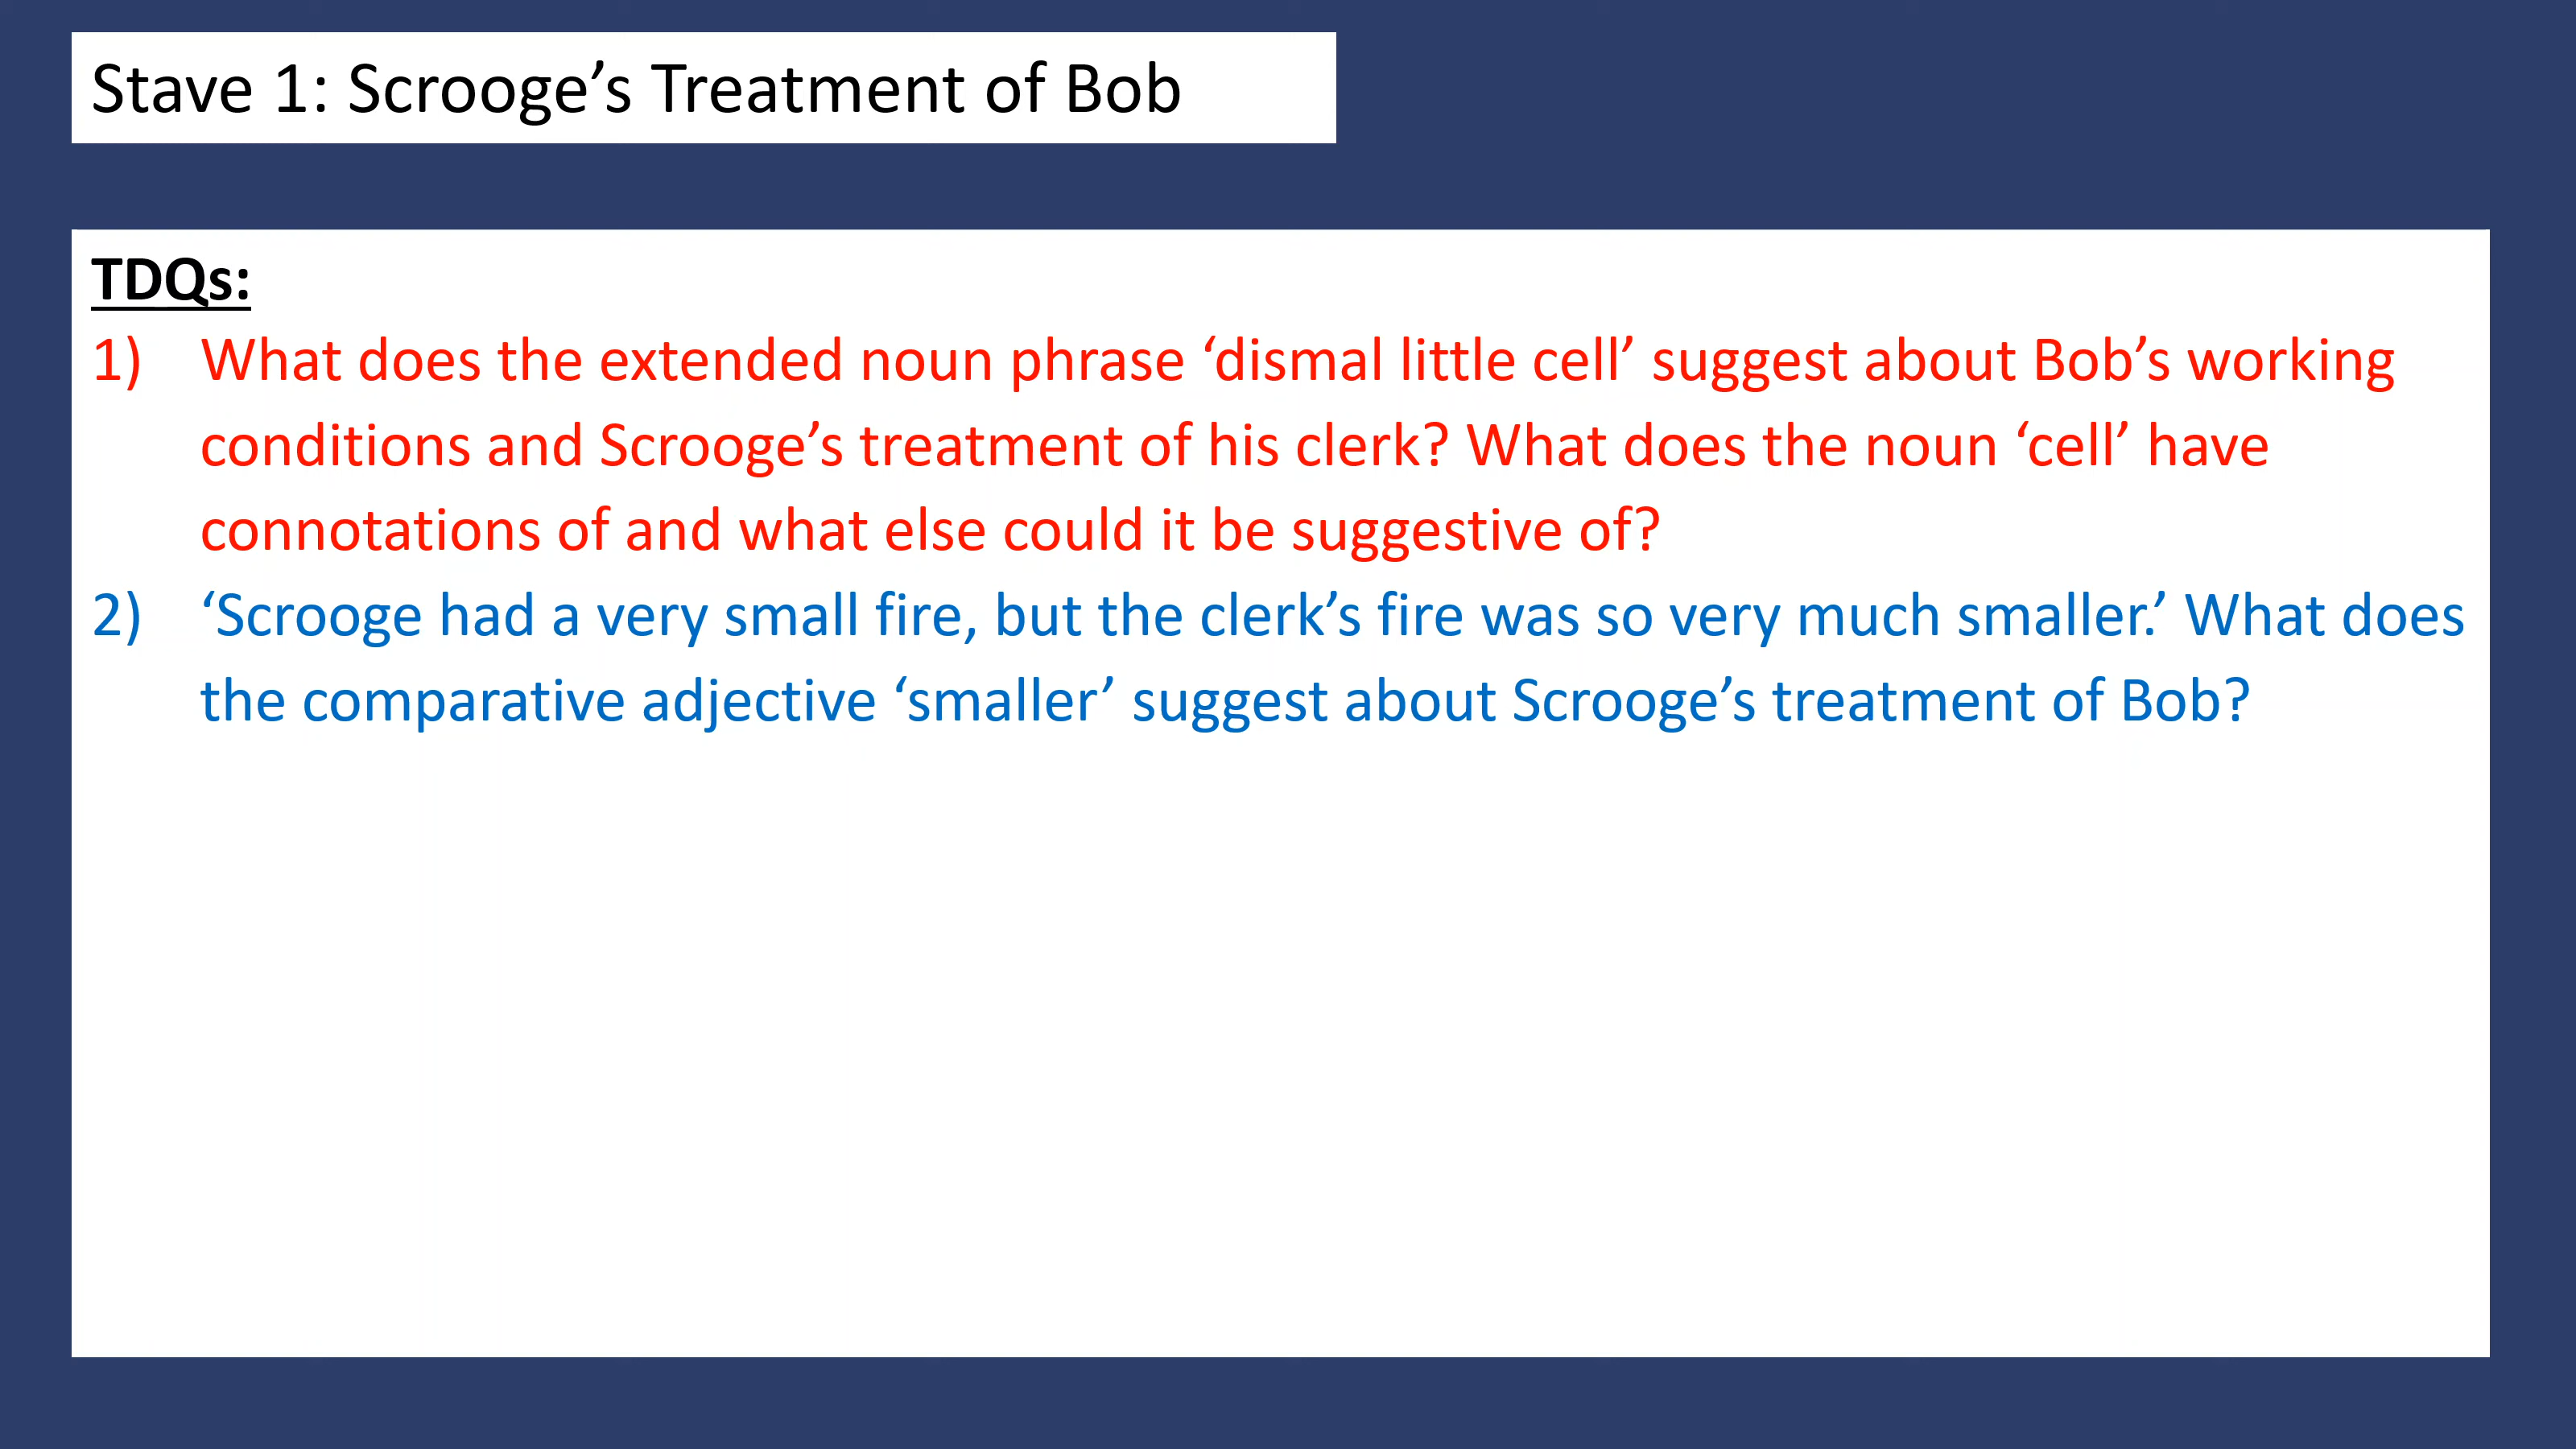 Stave 1: Scrooge’s Treatment of Bob
TDQs:
1) What does the extended noun phrase ‘dismal little cell’ suggest about Bob’s working
conditions and Scrooge’s treatment of his clerk? What does the noun ‘cell’ have
connotations of and what else could it be suggestive of?
2) ‘Scrooge had a very small fire, but the clerk’s fire was so very much smaller.’ What does
the comparative adjective ‘smaller’ suggest about Scrooge’s treatment of Bob?